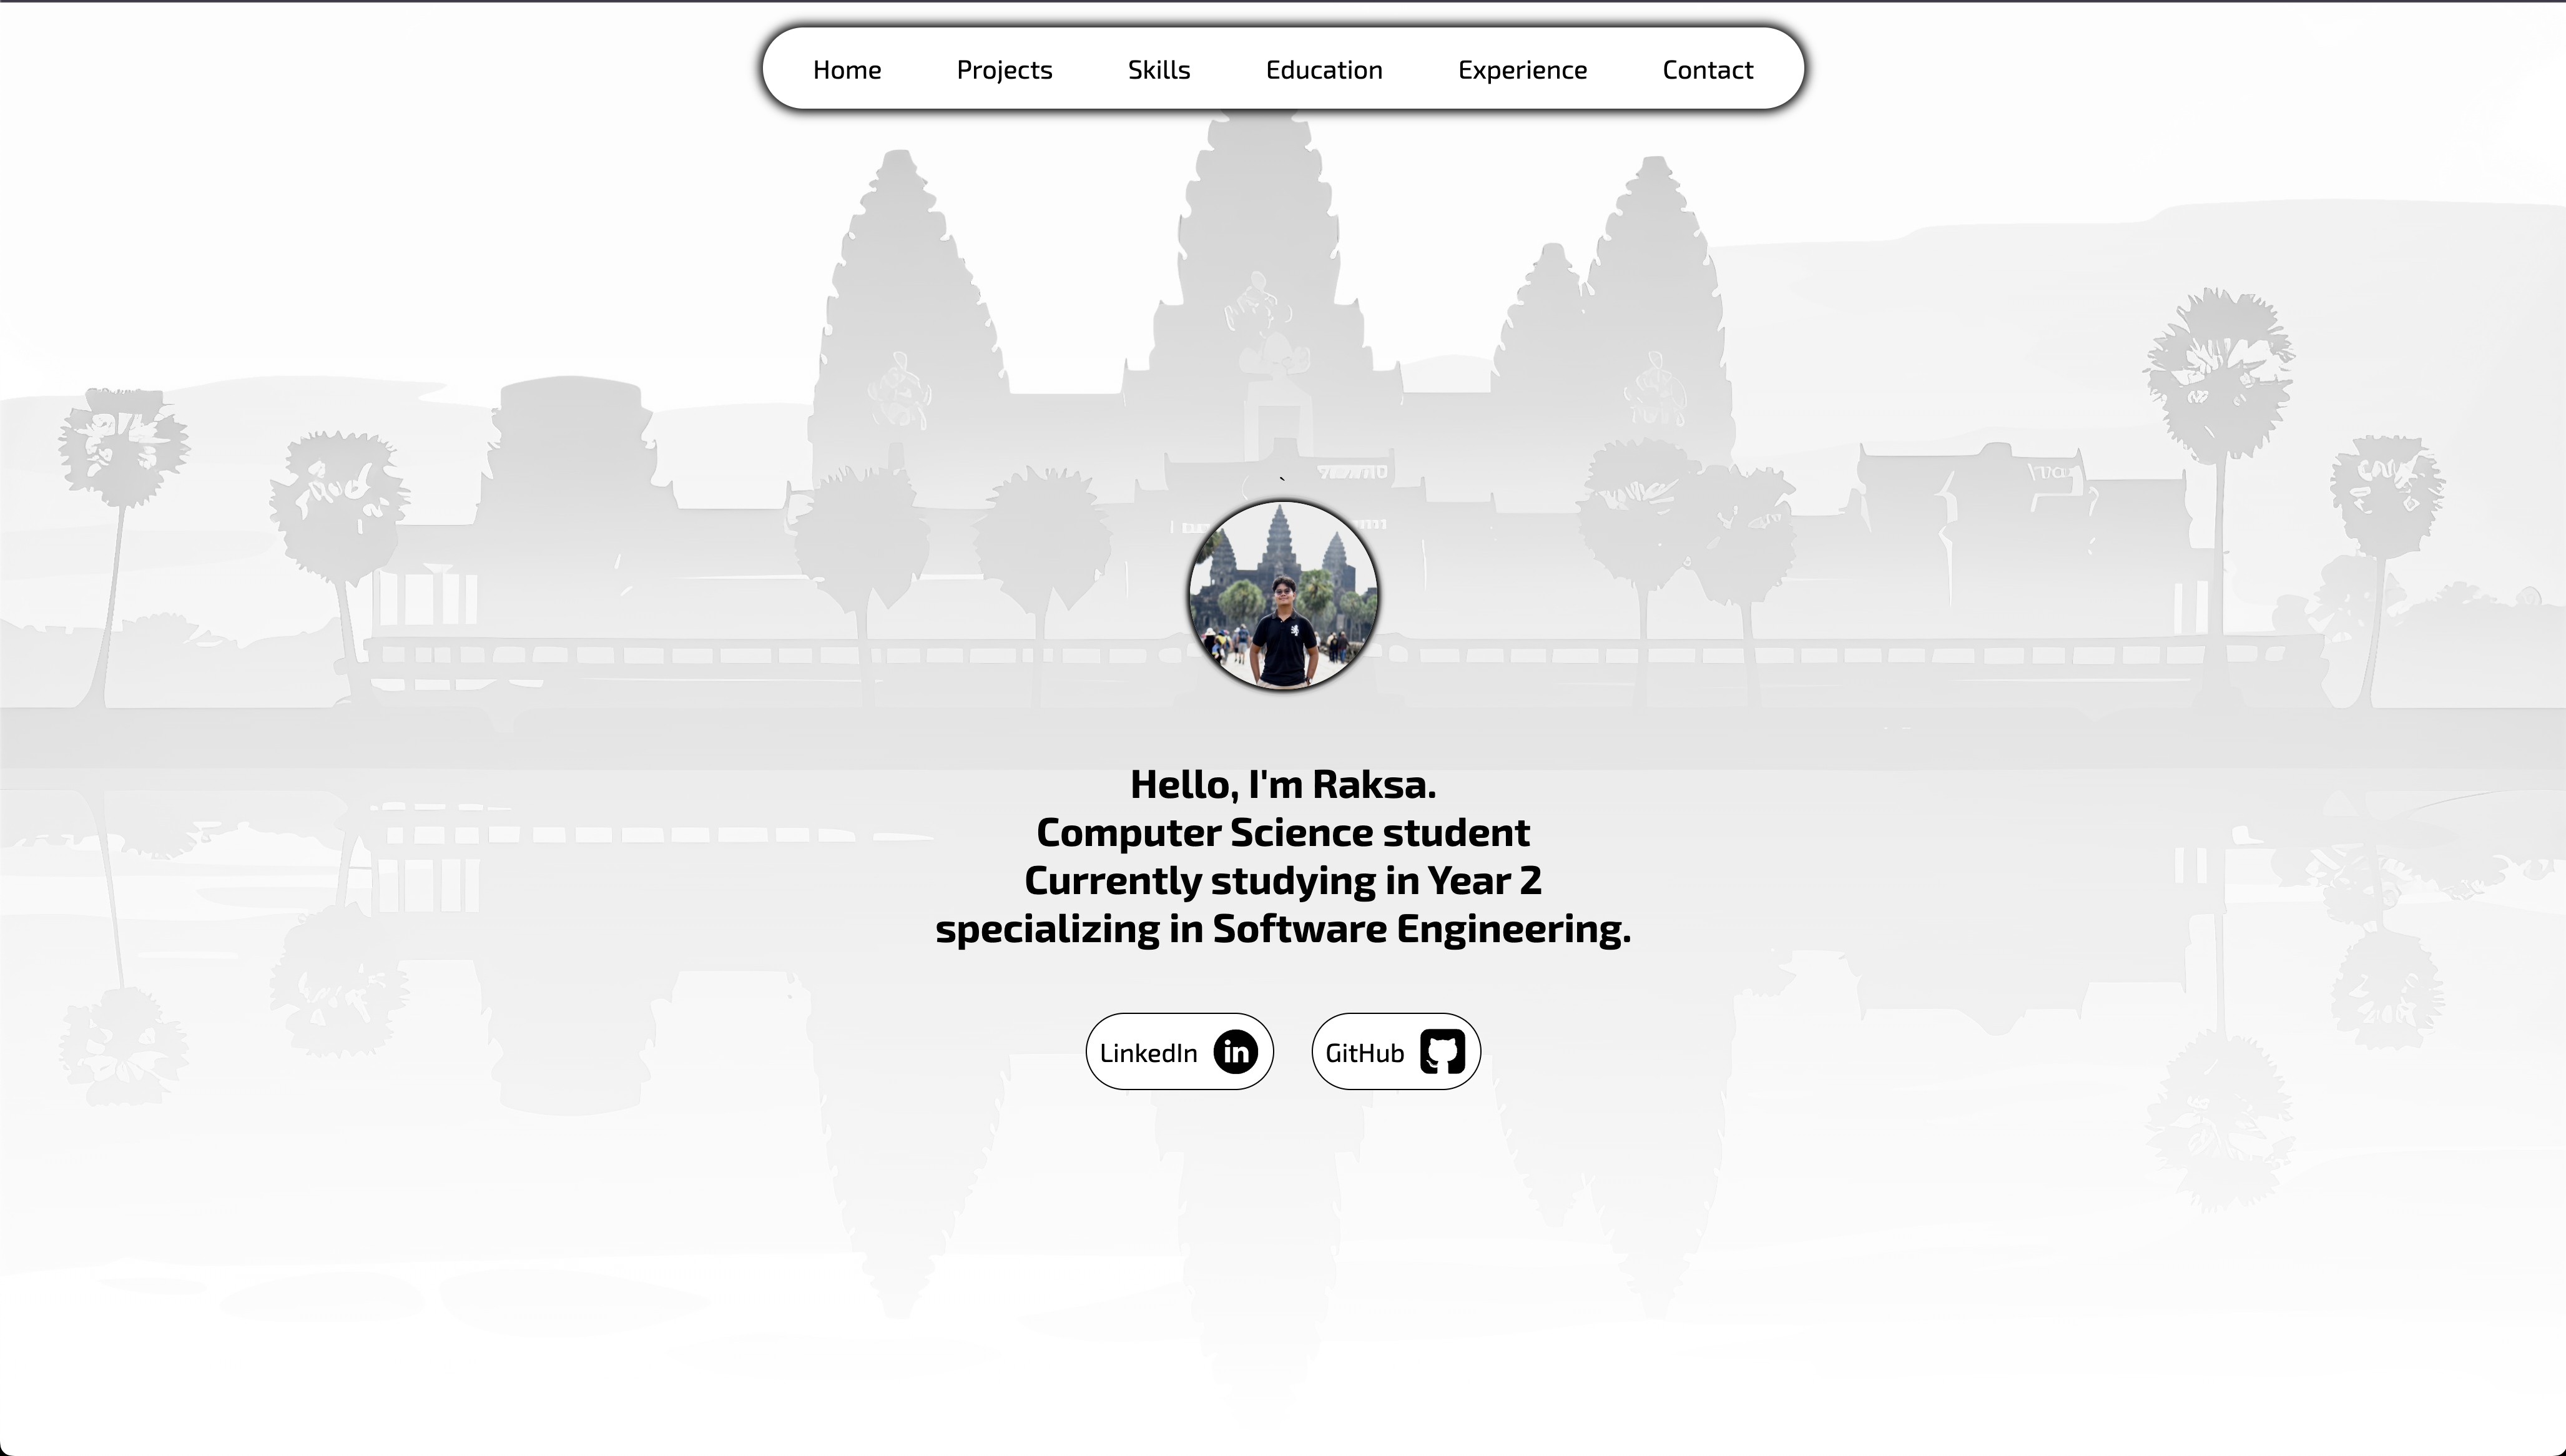 Home Projects Skills Education Experience Contact
`
Hello, I'm Raksa.
Computer Science student
Currently studying in Year 2
specializing in Software Engineering.
LinkedIn in GitHub